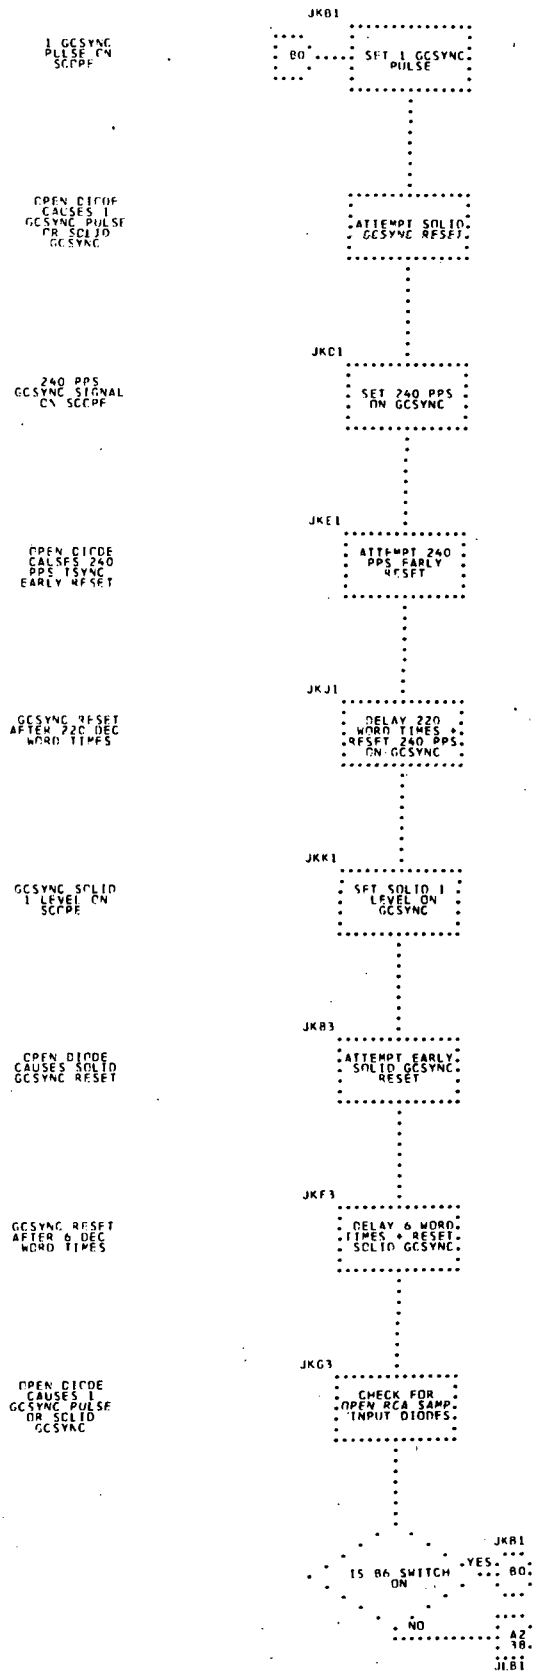 JKB1
1 GCSYNC
PULSE ON
SCOPE
B0
SET 1 GCSYNC
PULSE
OPEN DIODE
CAUSES 1
GCSYNC PULSE
OR SOLID
GCSYNC
ATTEMPT SOLID
GCSYNC RESET
240 PPS
GCSYNC SIGNAL
ON SCOPE
JKD1
SET 240 PPS
ON GCSYNC
OPEN DIODE
CAUSES 240
PPS TSYNC
EARLY RESET
JKE1
ATTEMPT 240
PPS EARLY
RESET
GCSYNC RESET
AFTER 220 DEC
WORD TIMES
JKJ1
DELAY 220
WORD TIMES +
RESET 240 PPS
ON GCSYNC
GCSYNC SOLID
1 LEVEL ON
SCOPE
JKK1
SET SOLID 1
LEVEL ON
GCSYNC
OPEN DIODE
CAUSES SOLID
GCSYNC RESET
JKB3
ATTEMPT EARLY
SOLID GCSYNC
RESET
GCSYNC RESET
AFTER 6 DEC
WORD TIMES
JKF3
DELAY 6 WORD
TIMES + RESET
SOLID GCSYNC
OPEN DIODE
CAUSES 1
GCSYNC PULSE
OR SOLID
GCSYNC
JKG3
CHECK FOR
OPEN RCA SAMP
INPUT DIODES
IS B6 SWITCH
ON
YES
JKB1
B0
NO
A2
38
JLB1